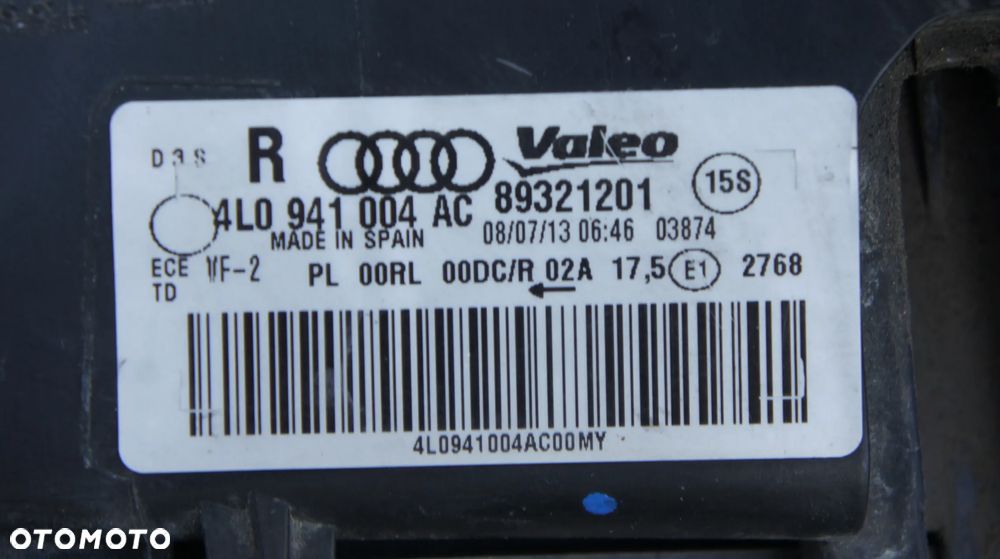 D3S R Valeo
15S
4L0 941 004 AC 89321201
MADE IN SPAIN 08/07/13 06:46 03874
ECE WF-2 PL 00RL 00DC/R 02A 17,5 E1 2768
TD
4L0941004AC00MY
OTOMOTO